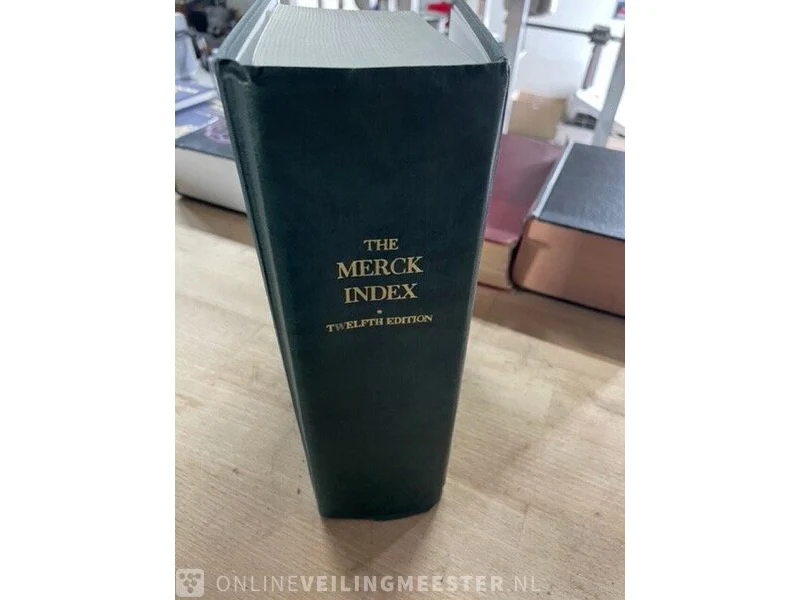 THE
MERCK
INDEX
•
TWELFTH EDITION
ONLINEVEILINGMEESTER.NL